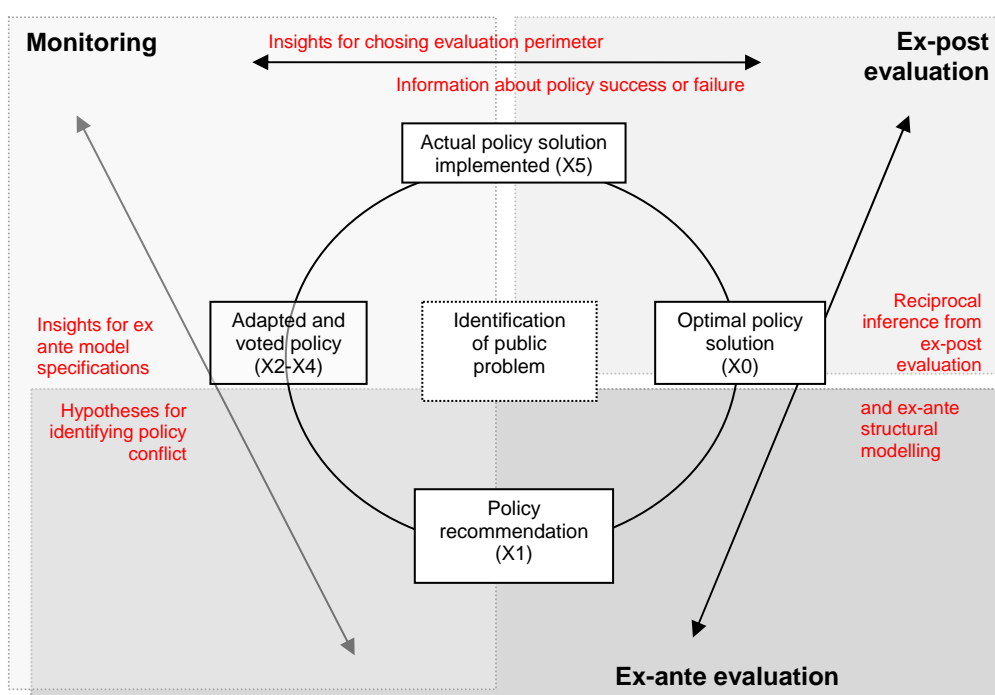 Monitoring
Insights for chosing evaluation perimeter
Ex-post
evaluation
Information about policy success or failure
Actual policy solution
implemented (X5)
Adapted and
voted policy
(X2-X4)
Identification
of public
problem
Optimal policy
solution
(X0)
Insights for ex
ante model
specifications
Reciprocal
inference from
ex-post
evaluation
Hypotheses for
identifying policy
conflict
and ex-ante
structural
modelling
Policy
recommendation
(X1)
Ex-ante evaluation